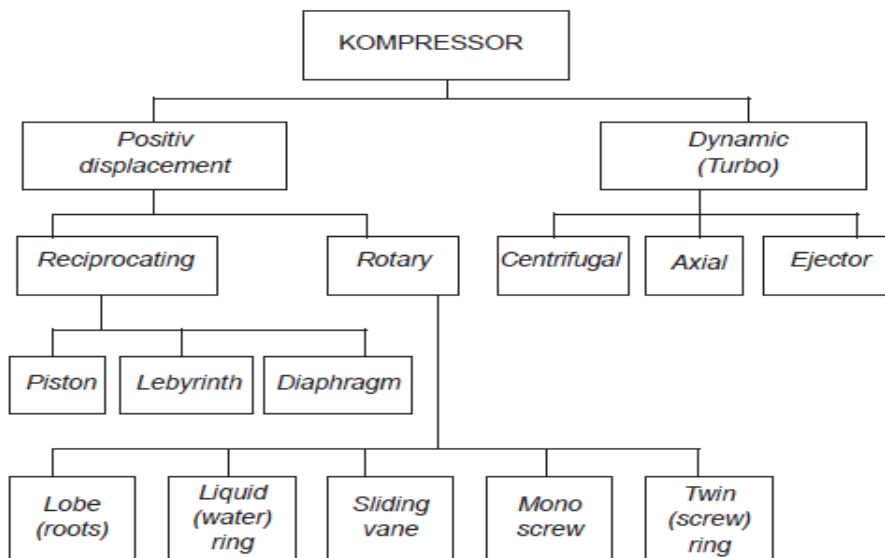 KOMPRESSOR
Positiv
displacement
Dynamic
(Turbo)
Reciprocating
Rotary
Centrifugal
Axial
Ejector
Piston
Lebyrinth
Diaphragm
Lobe
(roots)
Liquid
(water)
ring
Sliding
vane
Mono
screw
Twin
(screw)
ring